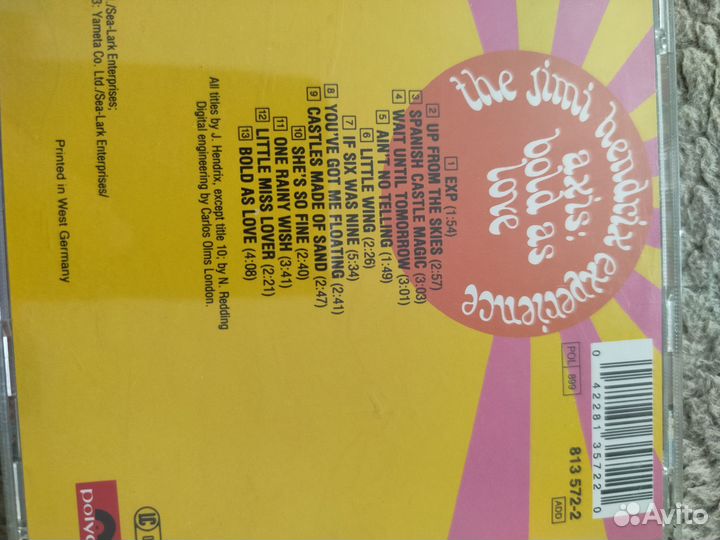 the jimi hendrix experience
axis:
bold as
love
1 EXP (1:54)
2 UP FROM THE SKIES (2:57)
3 SPANISH CASTLE MAGIC (3:03)
4 WAIT UNTIL TOMORROW (3:01)
5 AIN'T NO TELLING (1:49)
6 LITTLE WING (2:26)
7 IF SIX WAS NINE (5:34)
8 YOU'VE GOT ME FLOATING (2:41)
9 CASTLES MADE OF SAND (2:47)
10 SHE'S SO FINE (2:40)
11 ONE RAINY WISH (3:41)
12 LITTLE MISS LOVER (2:21)
13 BOLD AS LOVE (4:08)
All titles by J. Hendrix, except title 10; by N. Redding
Digital engineering by Carlos Olms London.
./Sea-Lark Enterprises;
3: Yameta Co. Ltd./Sea-Lark Enterprises/
Printed in West Germany
POL 899
0 42281 35722 0
813 572-2
ADD
LC
Avito